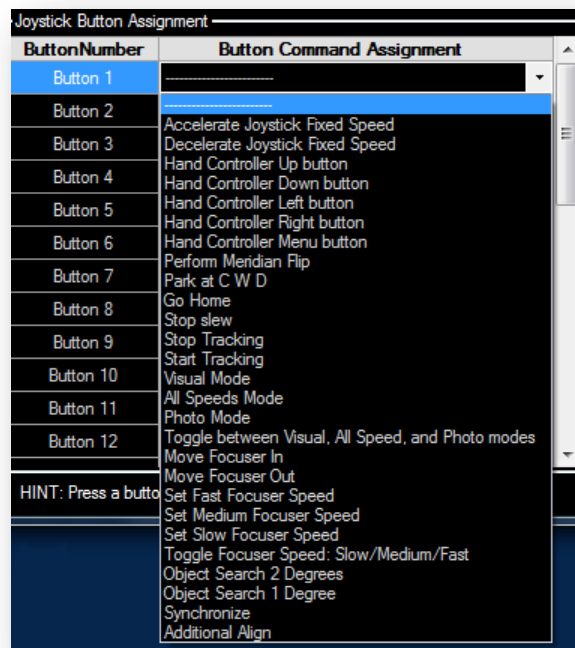 Joystick Button Assignment
ButtonNumber Button Command Assignment
Button 1 ------------------------
Button 2
Button 3
Button 4
Button 5
Button 6
Button 7
Button 8
Button 9
Button 10
Button 11
Button 12
HINT: Press a butto
------------------------
Accelerate Joystick Fixed Speed
Decelerate Joystick Fixed Speed
Hand Controller Up button
Hand Controller Down button
Hand Controller Left button
Hand Controller Right button
Hand Controller Menu button
Perform Meridian Flip
Park at C W D
Go Home
Stop slew
Stop Tracking
Start Tracking
Visual Mode
All Speeds Mode
Photo Mode
Toggle between Visual, All Speed, and Photo modes
Move Focuser In
Move Focuser Out
Set Fast Focuser Speed
Set Medium Focuser Speed
Set Slow Focuser Speed
Toggle Focuser Speed: Slow/Medium/Fast
Object Search 2 Degrees
Object Search 1 Degree
Synchronize
Additional Align